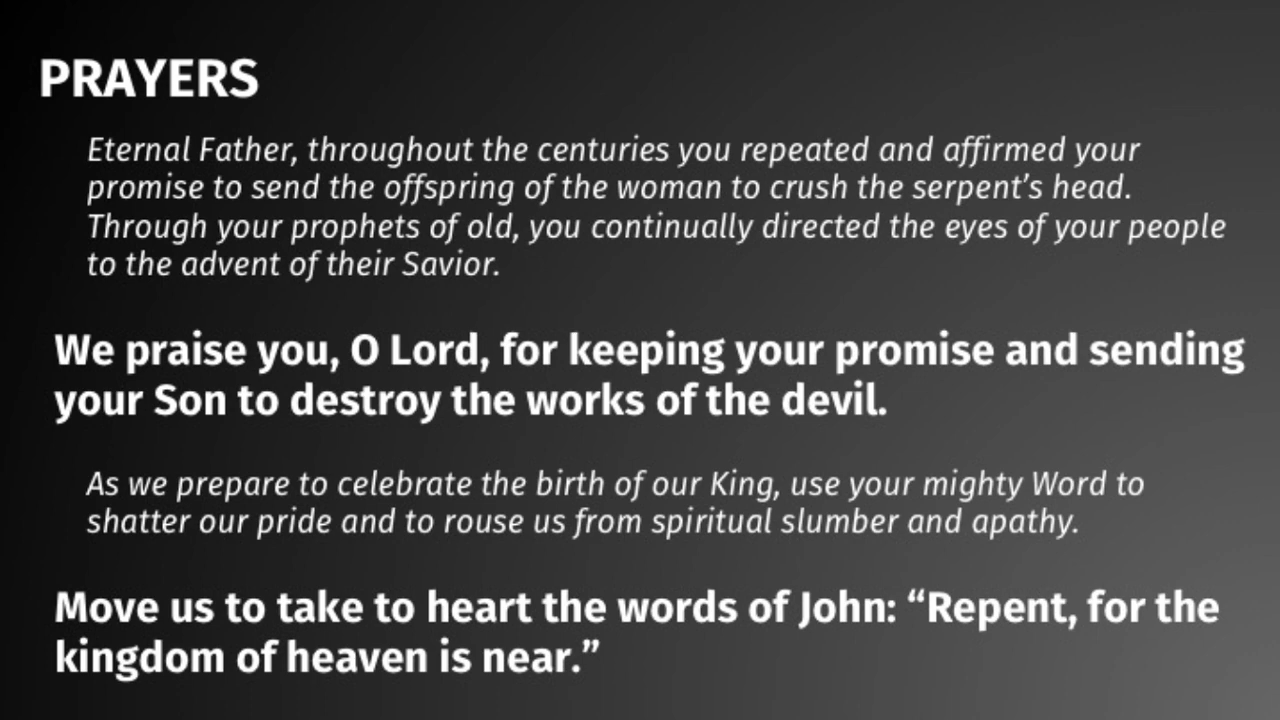 PRAYERS
Eternal Father, throughout the centuries you repeated and affirmed your
promise to send the offspring of the woman to crush the serpent’s head.
Through your prophets of old, you continually directed the eyes of your people
to the advent of their Savior.
We praise you, O Lord, for keeping your promise and sending
your Son to destroy the works of the devil.
As we prepare to celebrate the birth of our King, use your mighty Word to
shatter our pride and to rouse us from spiritual slumber and apathy.
Move us to take to heart the words of John: “Repent, for the
kingdom of heaven is near.”